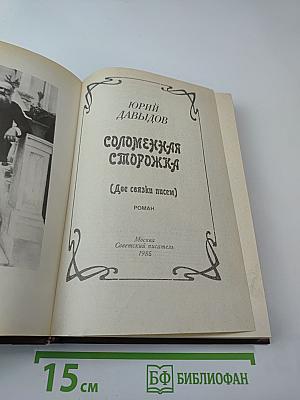 ЮРИЙ
ДАВЫДОВ
СОЛОМЕННАЯ
СТОРОЖКА
(Две связки писем)
РОМАН
Москва
Советский писатель
1986
15 см
БФ БИБЛИОФАН